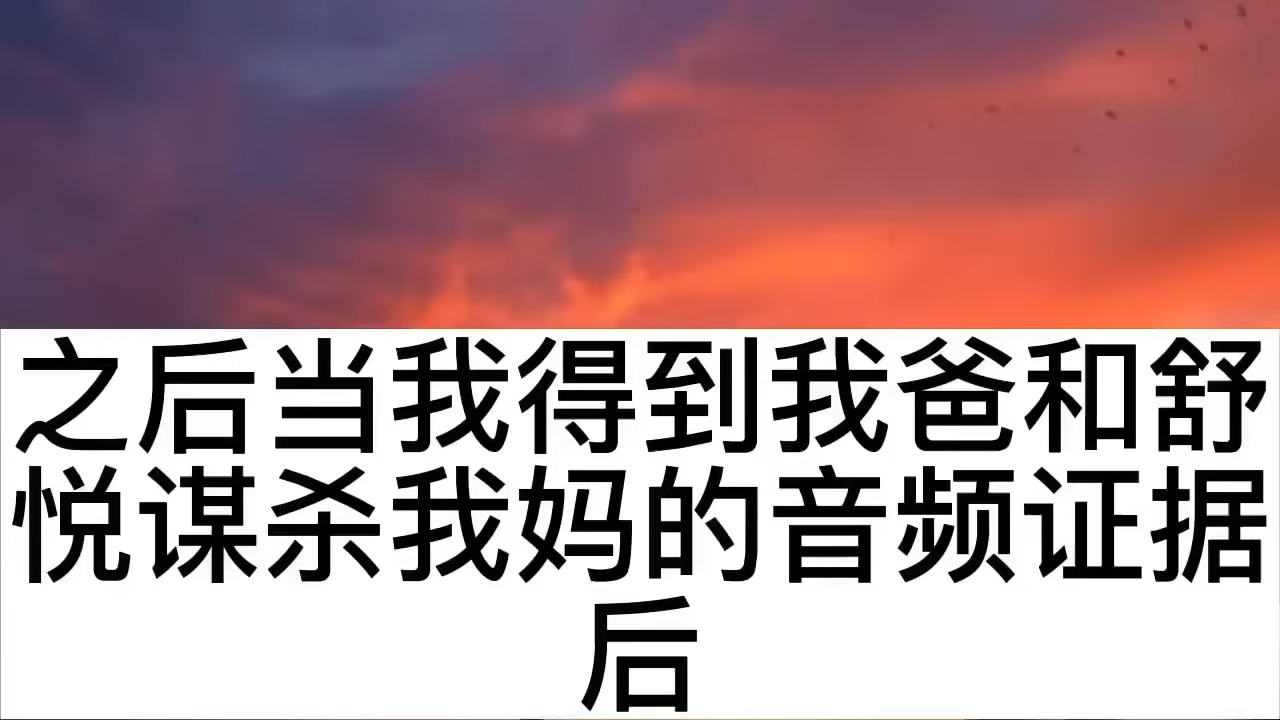 之后当我得到我爸和舒
悦谋杀我妈的音频证据
后